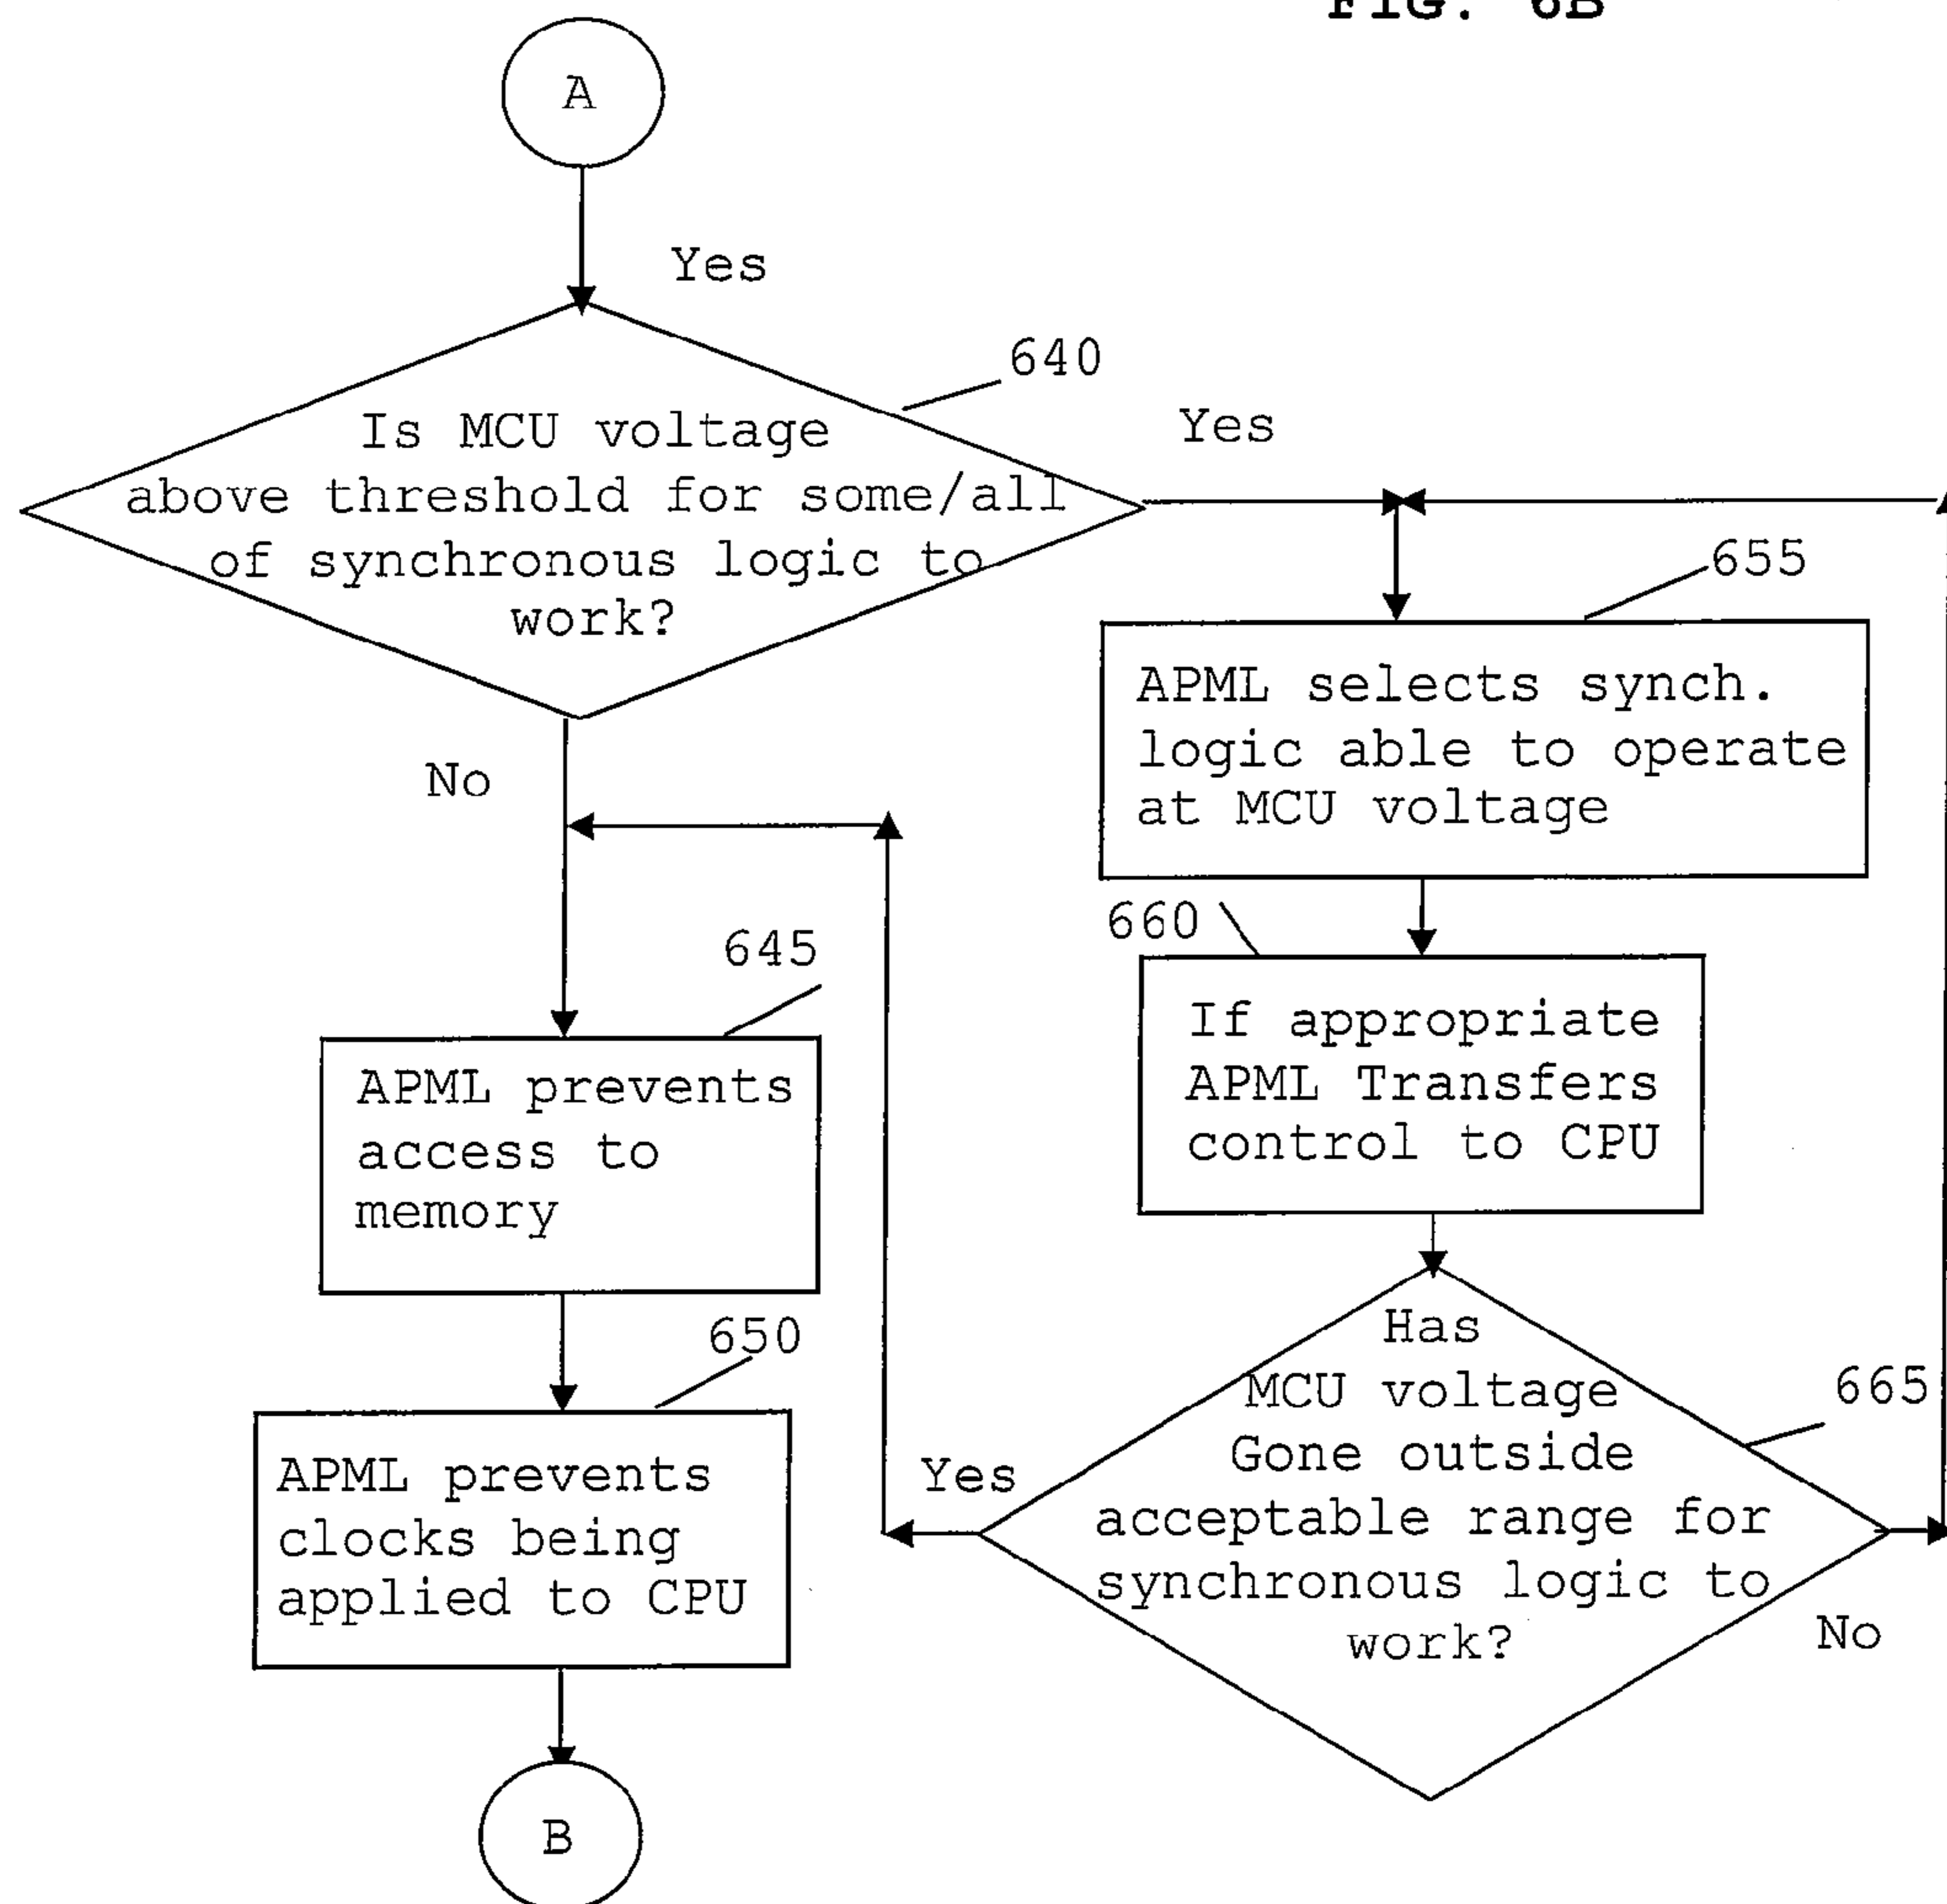 FIG. 6B
A
Yes
640
Is MCU voltage
above threshold for some/all
of synchronous logic to
work?
Yes
No
655
APML selects synch.
logic able to operate
at MCU voltage
660
If appropriate
APML Transfers
control to CPU
645
APML prevents
access to
memory
650
APML prevents
clocks being
applied to CPU
B
Has
MCU voltage
Gone outside
acceptable range for
synchronous logic to
work?
665
Yes
No